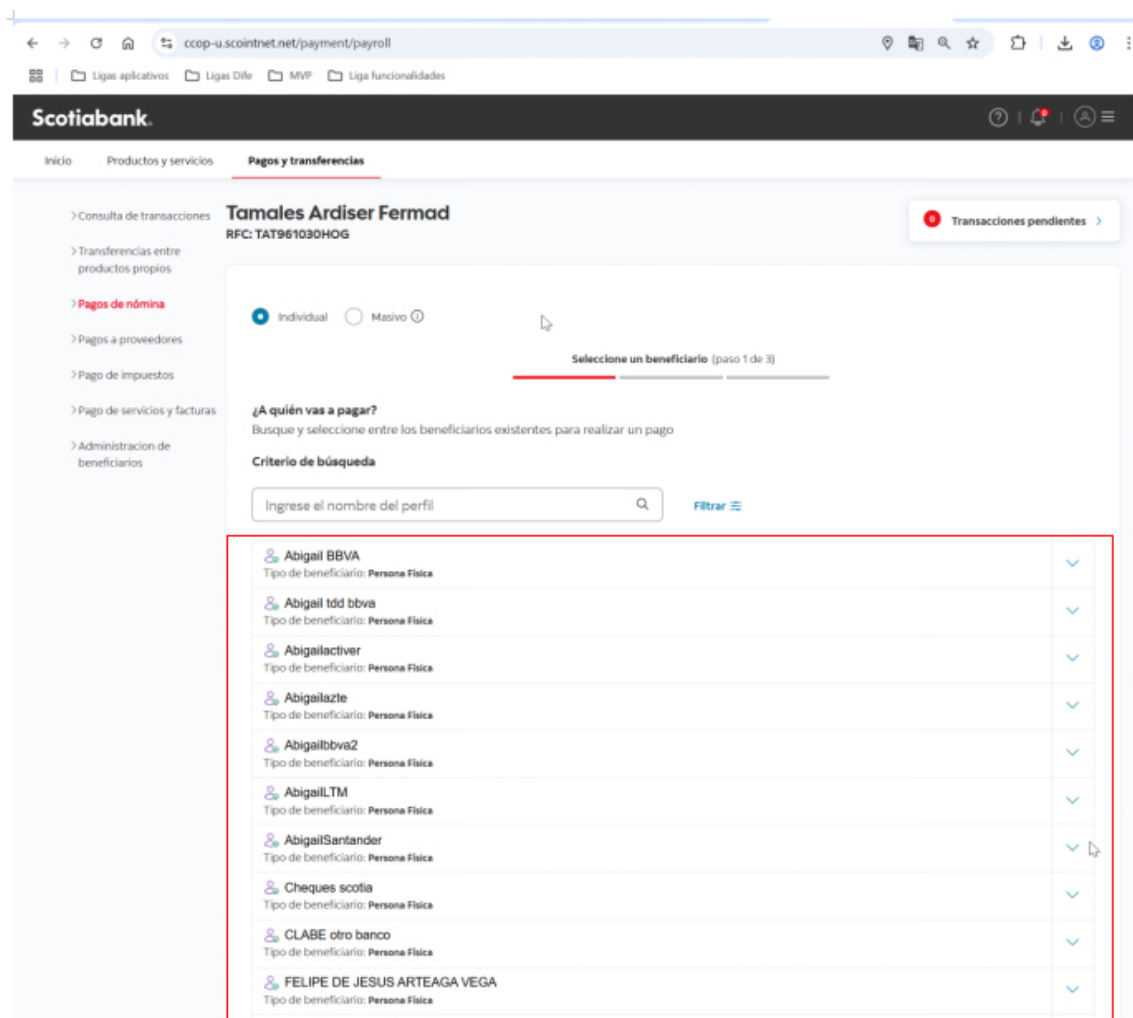 ccop-u.scointnet.net/payment/payroll
Ligas aplicativos Ligas Dife MVP Liga funcionalidades
Scotiabank.
Inicio Productos y servicios Pagos y transferencias
Consulta de transacciones
Transferencias entre
productos propios
Pagos de nómina
Pagos a proveedores
Pago de impuestos
Pago de servicios y facturas
Administracion de
beneficiarios
Tamales Ardiser Fermad
RFC: TAT961030HOG
0 Transacciones pendientes
Individual Masivo
Seleccione un beneficiario (paso 1 de 3)
¿A quién vas a pagar?
Busque y seleccione entre los beneficiarios existentes para realizar un pago
Criterio de búsqueda
Ingrese el nombre del perfil Filtrar
Abigail BBVA
Tipo de beneficiario: Persona Física
Abigail tdd bbva
Tipo de beneficiario: Persona Física
Abigailactiver
Tipo de beneficiario: Persona Física
Abigailazte
Tipo de beneficiario: Persona Física
Abigailbbva2
Tipo de beneficiario: Persona Física
AbigailLTM
Tipo de beneficiario: Persona Física
AbigailSantander
Tipo de beneficiario: Persona Física
Cheques scotia
Tipo de beneficiario: Persona Física
CLABE otro banco
Tipo de beneficiario: Persona Física
FELIPE DE JESUS ARTEAGA VEGA
Tipo de beneficiario: Persona Física